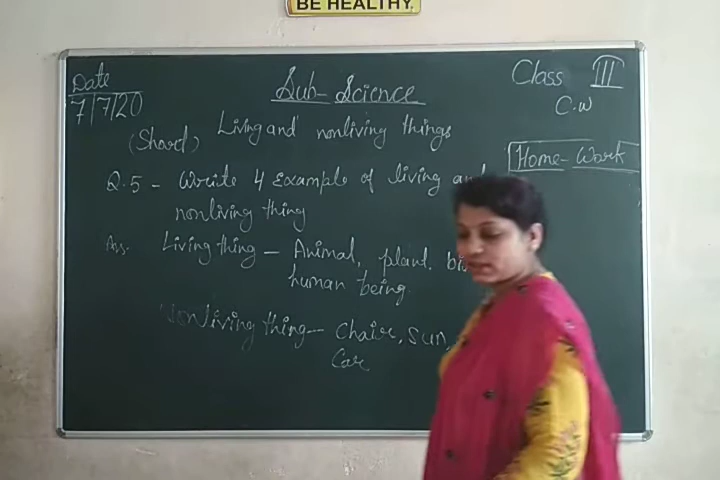 BE HEALTHY.
Date
7/7/20
Sub- Science
Class III
C.W
Living and nonliving things
(Short)
Home-Work
Q.5 - Write 4 Example of living and
nonliving thing
Ans. Living thing - Animal, plant,
human being
Nonliving thing - Chair, Sun,
Car